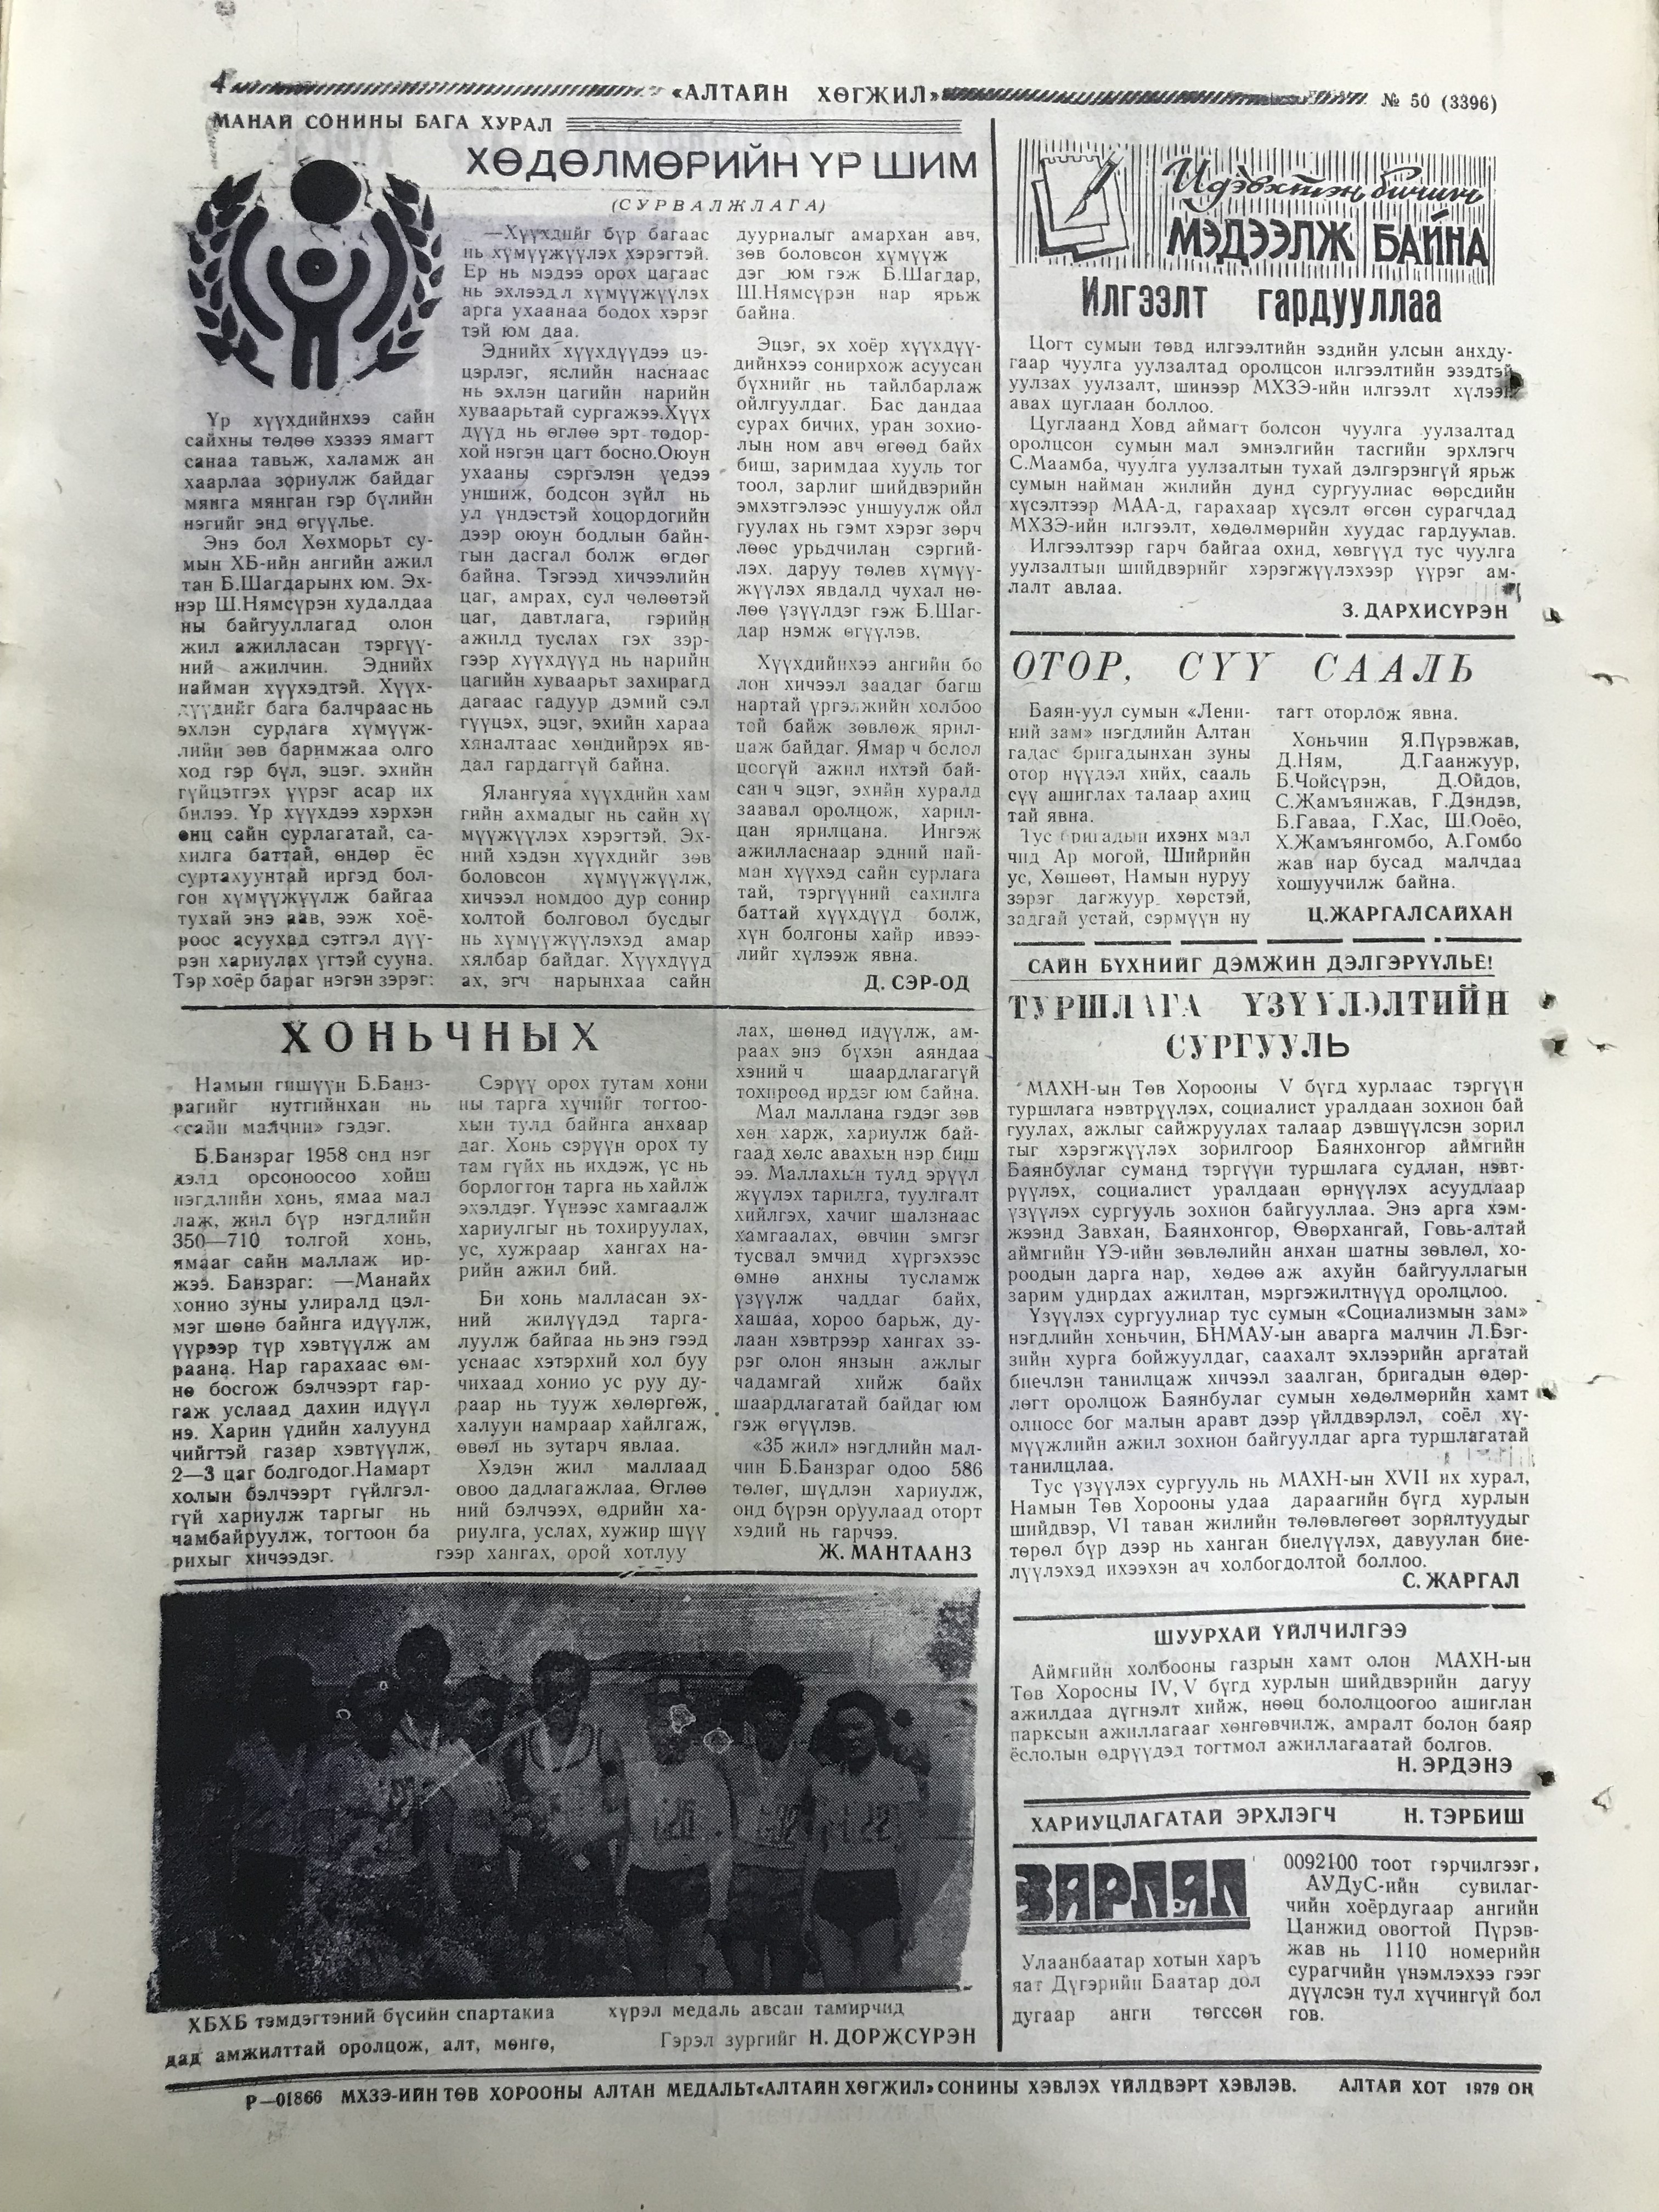 4 «АЛТАЙН ХӨГЖИЛ» № 50 (3396)
МАНАЙ СОНИНЫ БАГА ХУРАЛ
ХӨДӨЛМӨРИЙН ҮР ШИМ
(СУРВАЛЖЛАГА)
Үр хүүхдийнхээ сайн
сайхны төлөө хэзээ ямагт
санаа тавьж, халамж ан
хаарлаа зориулж байдаг
мянга мянган гэр бүлийн
нэгийг энд өгүүлье.
Энэ бол Хөхморьт су-
мын ХБ-ийн ангийн ажил
тан Б.Шагдарынх юм. Эх-
нэр Ш.Нямсүрэн худалдаа
ны байгууллагад олон
жил ажилласан тэргүү-
ний ажилчин. Эднийх
найман хүүхэдтэй. Хүүх-
дүүдийг бага балчраас нь
эхлэн сурлага хүмүүж-
лийн зөв баримжаа олго
ход гэр бүл, эцэг. эхийн
гүйцэтгэх үүрэг асар их
билээ. Үр хүүхдээ хэрхэн
өнц сайн сурлагатай, са-
хилга баттай, өндөр ёс
суртахуунтай иргэд бол-
гон хүмүүжүүлж байгаа
тухай энэ аав, ээж хоё-
роос асуухад сэтгэл дүү-
рэн хариулах үгтэй сууна.
Тэр хоёр бараг нэгэн зэрэг:
—Хүүхдийг бүр багаас
нь хүмүүжүүлэх хэрэгтэй.
Ер нь мэдээ орох цагаас
нь эхлээд л хүмүүжүүлэх
арга ухаанаа бодох хэрэг
тэй юм даа.
Эднийх хүүхдүүдээ цэ-
цэрлэг, яслийн наснаас
нь эхлэн цагийн нарийн
хуваарьтай сургажээ.Хүүх
дүүд нь өглөө эрт тодор-
хой нэгэн цагт босно.Оюун
ухааны сэргэлэн үедээ
уншиж, бодсон зүйл нь
ул үндэстэй хоцордогийн
дээр оюун бодлын байн-
гын дасгал болж өгдөг
байна. Тэгээд хичээлийн
цаг, амрах, сул чөлөөтэй
цаг, давтлага, гэрийн
ажилд туслах гэх зэр-
гээр хүүхдүүд нь нарийн
цагийн хуваарьт захирагд
дагаас гадуур дэмий сэл
гүүцэх, эцэг, эхийн хараа
хяналтаас хөндийрэх яв-
дал гардаггүй байна.
Ялангуяа хүүхдийн хам
гийн ахмадыг нь сайн хү
мүүжүүлэх хэрэгтэй. Эх-
ний хэдэн хүүхдийг зөв
боловсон хүмүүжүүлж,
хичээл номдоо дур сонир
холтой болговол бусдыг
нь хүмүүжүүлэхэд амар
хялбар байдаг. Хүүхдүүд
ах, эгч нарынхаа сайн
дуурналыг амархан авч,
зөв боловсон хүмүүж
дэг юм гэж Б.Шагдар,
Ш.Нямсүрэн нар ярьж
байна.
Эцэг, эх хоёр хүүхдүү-
дийнхээ сонирхож асуусан
бүхнийг нь тайлбарлаж
ойлгуулдаг. Бас дандаа
сурах бичих, уран зохио-
лын ном авч өгөөд байх
биш, заримдаа хууль тог
тоол, зарлиг шийдвэрийн
эмхэтгэлээс уншуулж ойл
гуулах нь гэмт хэрэг зөрч
лөөс урьдчилан сэргий-
лэх. даруу төлөв хүмүү-
жүүлэх явдалд чухал нө-
лөө үзүүлдэг гэж Б.Шаг-
дар нэмж өгүүлэв.
Хүүхдийнхээ ангийн бо
лон хичээл заадаг багш
нартай үргэлжийн холбоо
той байж зөвлөж ярил-
цаж байдаг. Ямар ч болол
цоогүй ажил ихтэй бай-
сан ч эцэг, эхийн хуралд
заавал оролцож, харил-
цан ярилцана. Ингэж
ажилласнаар эдний най-
ман хүүхэд сайн сурлага
тай, тэргүүний сахилга
баттай хүүхдүүд болж,
хүн болгоны хайр ивээ-
лийг хүлээж явна.
Д. СЭР-ОД
ХОНЬЧНЫХ
Намын гишүүн Б.Банз-
рагийг нутгийнхан нь
«сайн малчин» гэдэг.
Б.Банзраг 1958 онд нэг
дэлд орсоноосоо хойш
нэгдлийн хонь, ямаа мал
лаж, жил бүр нэгдлийн
350—710 толгой хонь,
ямааг сайн маллаж ир-
жээ. Банзраг: —Манайх
хонио зуны улиралд цэл-
мэг шөнө байнга идүүлж,
үүрээр түр хэвтүүлж ам
раана. Нар гарахаас өм-
нө босгож бэлчээрт гар-
гаж услаад дахин идүүл
нэ. Харин үдийн халуунд
чийгтэй газар хэвтүүлж,
2—3 цаг болгодог.Намарт
холын бэлчээрт гүйлгэл-
гүй хариулж таргыг нь
чамбайруулж, тогтоон ба
рихыг хичээдэг.
Сэрүү орох тутам хони
ны тарга хүчийг тогтоо-
хын тулд байнга анхаар
даг. Хонь сэрүүн орох ту
там гүйх нь ихдэж, үс нь
борлогтон тарга нь хайлж
эхэлдэг. Үүнээс хамгаалж
хариулгыг нь тохируулах,
ус, хужраар хангах на-
рийн ажил бий.
Би хонь малласан эх-
ний жилүүдэд тарга-
луулж байгаа нь энэ гээд
уснаас хэтэрхий хол буу
чихаад хонио ус руу ду-
раар нь тууж хөлөргөж,
халуун намраар хайлгаж,
өвөл нь зутарч явлаа.
Хэдэн жил маллаад
овоо дадлагажлаа. Өглөө
ний бэлчээх, өдрийн ха-
риулга, услах, хужир шүү
гээр хангах, орой хотлуу
лах, шөнөд идүүлж, ам-
раах энэ бүхэн аяндаа
хэний ч шаардлагагүй
тохироод ирдэг юм байна.
Мал маллана гэдэг зөв
хөн харж, хариулж бай-
гаад хөлс авахын нэр биш
ээ. Маллахын тулд эрүүл
жүүлэх тарилга, туулгалт
хийлгэх, хачиг шалзнаас
хамгаалах, өвчин эмгэг
тусвал эмчид хүргэхээс
өмнө анхны тусламж
үзүүлж чаддаг байх,
хашаа, хороо барьж, ду-
лаан хэвтрээр хангах зэ-
рэг олон янзын ажлыг
чадамгай хийж байх
шаардлагатай байдаг юм
гэж өгүүлэв.
«35 жил» нэгдлийн мал-
чин Б.Банзраг одоо 586
төлөг, шүдлэн хариулж,
онд бүрэн оруулаад оторт
хэдий нь гарчээ.
Ж. МАНТААНЗ
ХБХБ тэмдэгтэний бүсийн спартакиа
дад амжилттай оролцож, алт, мөнгө,
хүрэл медаль авсан тамирчид
Гэрэл зургийг Н. ДОРЖСҮРЭН
Идэвхтэн бичигч
МЭДЭЭЛЖ БАЙНА
Илгээлт гардууллаа
Цогт сумын төвд илгээлтийн эздийн улсын анхду-
гаар чуулга уулзалтад оролцсон илгээлтийн эзэдтэй
уулзах уулзалт, шинээр МХЗЭ-ийн илгээлт хүлээн
авах цуглаан боллоо.
Цуглаанд Ховд аймагт болсон чуулга уулзалтад
оролцсон сумын мал эмнэлгийн тасгийн эрхлэгч
С.Маамба, чуулга уулзалтын тухай дэлгэрэнгүй ярьж
сумын найман жилийн дунд сургуулиас өөрсдийн
хүсэлтээр МАА-д, гарахаар хүсэлт өгсөн сурагчдад
МХЗЭ-ийн илгээлт, хөдөлмөрийн хуудас гардуулав.
Илгээлтээр гарч байгаа охид, хөвгүүд тус чуулга
уулзалтын шийдвэрийг хэрэгжүүлэхээр үүрэг ам-
лалт авлаа.
З. ДАРХИСҮРЭН
ОТОР, СҮҮ СААЛЬ
Баян-уул сумын «Лени-
ний зам» нэгдлийн Алтан
гадас бригадынхан зуны
отор нүүдэл хийх, сааль
сүү ашиглах талаар ахиц
тай явна.
Тус бригадын ихэнх мал
чид Ар могой, Шийрийн
ус, Хөшөөт, Намын нуруу
зэрэг дагжуур хөрстэй,
задгай устай, сэрмүүн ну
тагт оторлож явна.
Хоньчин Я.Пүрэвжав,
Д.Ням, Д.Гаанжуур,
Б.Чойсүрэн, Д.Ойдов,
С.Жамъянжав, Г.Дэндэв,
Б.Гаваа, Г.Хас, Ш.Ооёо,
Х.Жамъянгомбо, А.Гомбо
жав нар бусад малчдаа
хошуучилж байна.
Ц.ЖАРГАЛСАЙХАН
САЙН БҮХНИЙГ ДЭМЖИН ДЭЛГЭРҮҮЛЬЕ!
ТУРШЛАГА ҮЗҮҮЛЭЛТИЙН
СУРГУУЛЬ
МАХН-ын Төв Хорооны V бүгд хурлаас тэргүүн
туршлага нэвтрүүлэх, социалист уралдаан зохион бай
гуулах, ажлыг сайжруулах талаар дэвшүүлсэн зорил
тыг хэрэгжүүлэх зорилгоор Баянхонгор аймгийн
Баянбулаг суманд тэргүүн туршлага судлан, нэвт-
рүүлэх, социалист уралдаан өрнүүлэх асуудлаар
үзүүлэх сургууль зохион байгууллаа. Энэ арга хэм-
жээнд Завхан, Баянхонгор, Өвөрхангай, Говь-алтай
аймгийн ҮЭ-ийн зөвлөлийн анхан шатны зөвлөл, хо-
роодын дарга нар, хөдөө аж ахуйн байгууллагын
зарим удирдах ажилтан, мэргэжилтнүүд оролцлоо.
Үзүүлэх сургуулиар тус сумын «Социализмын зам»
нэгдлийн хоньчин, БНМАУ-ын аварга малчин Л.Бэг-
зийн хурга бойжуулдаг, саахалт эхлээрийн аргатай
биечлэн танилцаж хичээл заалган, бригадын өдөр-
лөгт оролцож Баянбулаг сумын хөдөлмөрийн хамт
олноос бог малын аравт дээр үйлдвэрлэл, соёл хү-
мүүжлийн ажил зохион байгуулдаг арга туршлагатай
танилцлаа.
Тус үзүүлэх сургууль нь МАХН-ын XVII их хурал,
Намын Төв Хорооны удаа дараагийн бүгд хурлын
шийдвэр, VI таван жилийн төлөвлөгөөт зорилтуудыг
төрөл бүр дээр нь ханган биелүүлэх, давуулан бие-
лүүлэхэд ихээхэн ач холбогдолтой боллоо.
С. ЖАРГАЛ
ШУУРХАЙ ҮЙЛЧИЛГЭЭ
Аймгийн холбооны газрын хамт олон МАХН-ын
Төв Хорооны IV, V бүгд хурлын шийдвэрийн дагуу
ажилдаа дүгнэлт хийж, нөөц бололцоогоо ашиглан
парксын ажиллагааг хөнгөвчилж, амралт болон баяр
ёслолын өдрүүдэд тогтмол ажиллагаатай болгов.
Н. ЭРДЭНЭ
ХАРИУЦЛАГАТАЙ ЭРХЛЭГЧ Н. ТЭРБИШ
ЗАРЛАЛ
Улаанбаатар хотын харъ
яат Дүгэрийн Баатар дол
дугаар анги төгссөн
0092100 тоот гэрчилгээг,
АУДуС-ийн сувилаг-
чийн хоёрдугаар ангийн
Цанжид овогтой Пүрэв-
жав нь 1110 номерийн
сурагчийн үнэмлэхээ гээг
дүүлсэн тул хүчингүй бол
гов.
Р—01866 МХЗЭ-ИЙН ТӨВ ХОРООНЫ АЛТАН МЕДАЛЬТ«АЛТАЙН ХӨГЖИЛ» СОНИНЫ ХЭВЛЭХ ҮЙЛДВЭРТ ХЭВЛЭВ. АЛТАЙ ХОТ 1979 ОН